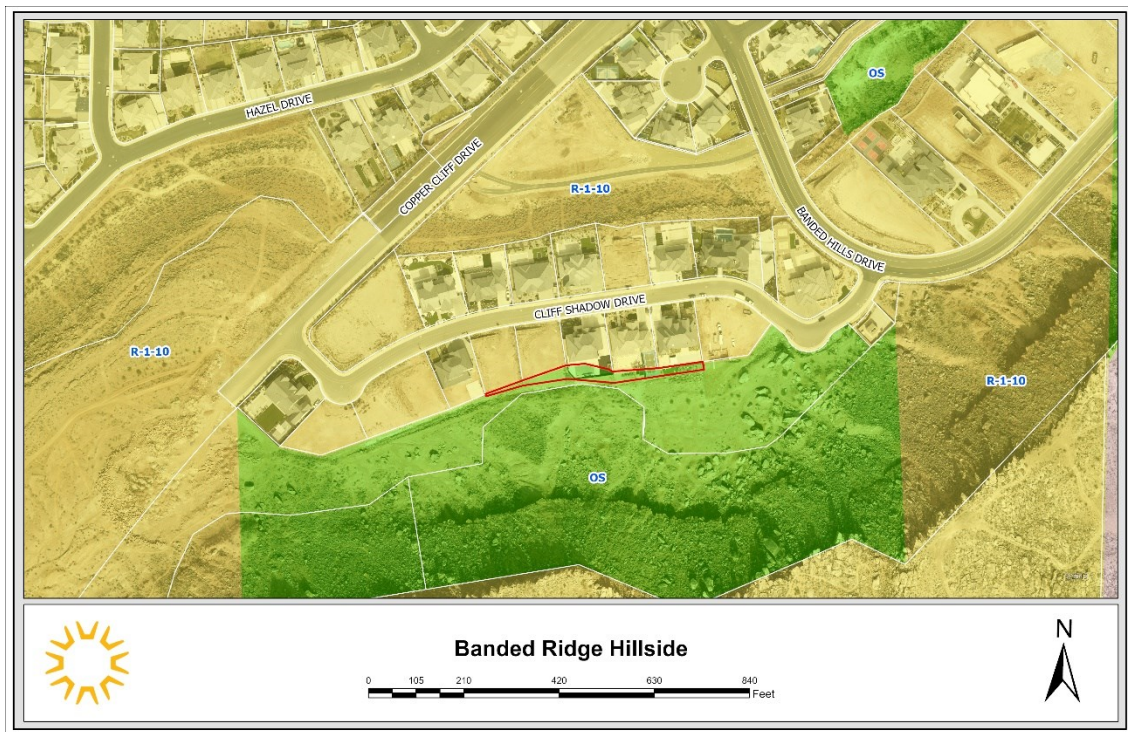 OS
HAZEL DRIVE
COPPER CLIFF DRIVE
R-1-10
BANDED HILLS DRIVE
CLIFF SHADOW DRIVE
R-1-10
R-1-10
OS
Banded Ridge Hillside
0 105 210 420 630 840
Feet
N